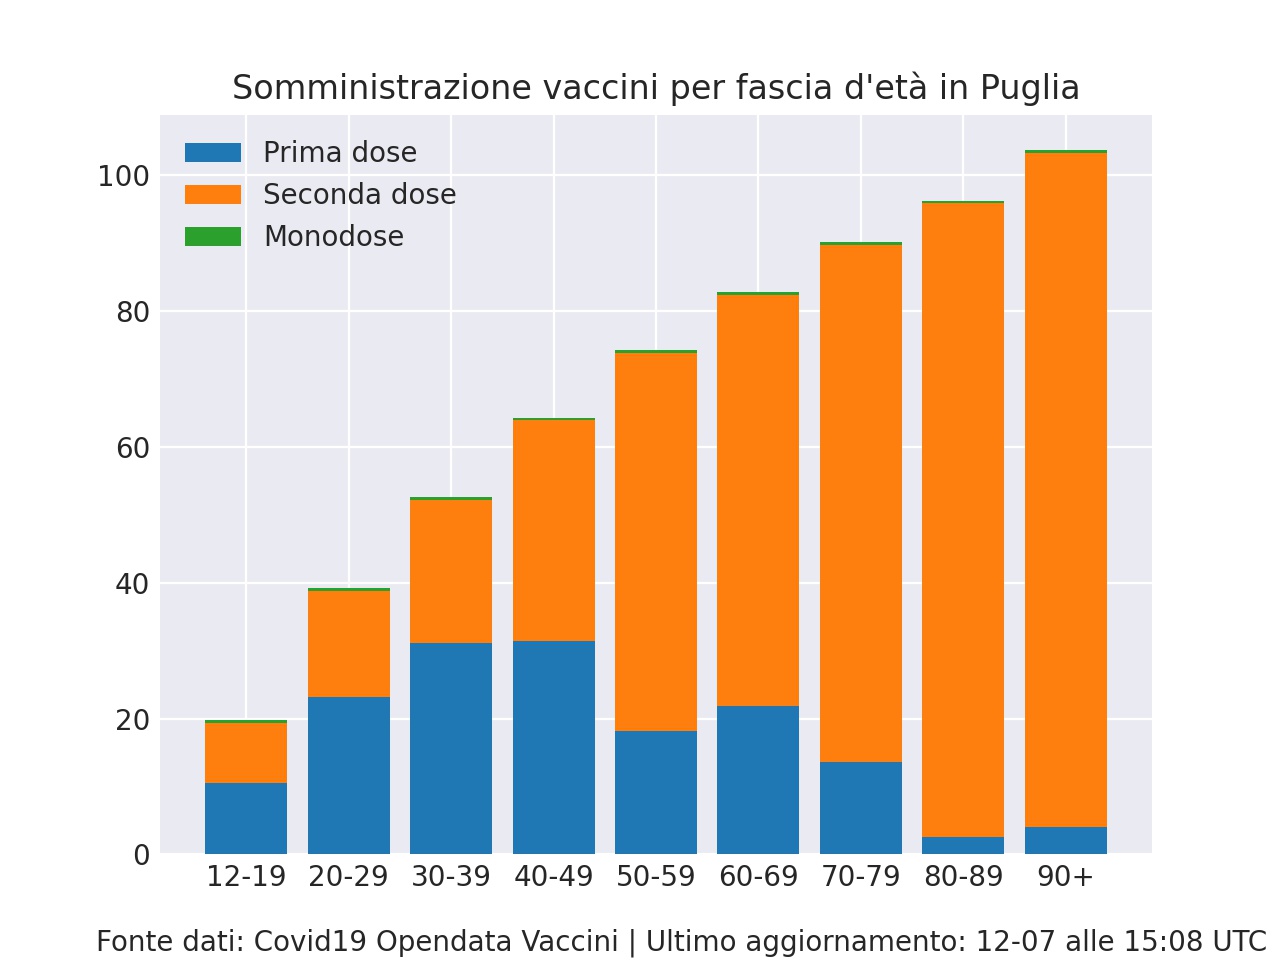 Somministrazione vaccini per fascia d'età in Puglia
Prima dose
Seconda dose
Monodose
100
80
60
40
20
0
12-19 20-29 30-39 40-49 50-59 60-69 70-79 80-89 90+
Fonte dati: Covid19 Opendata Vaccini | Ultimo aggiornamento: 12-07 alle 15:08 UTC